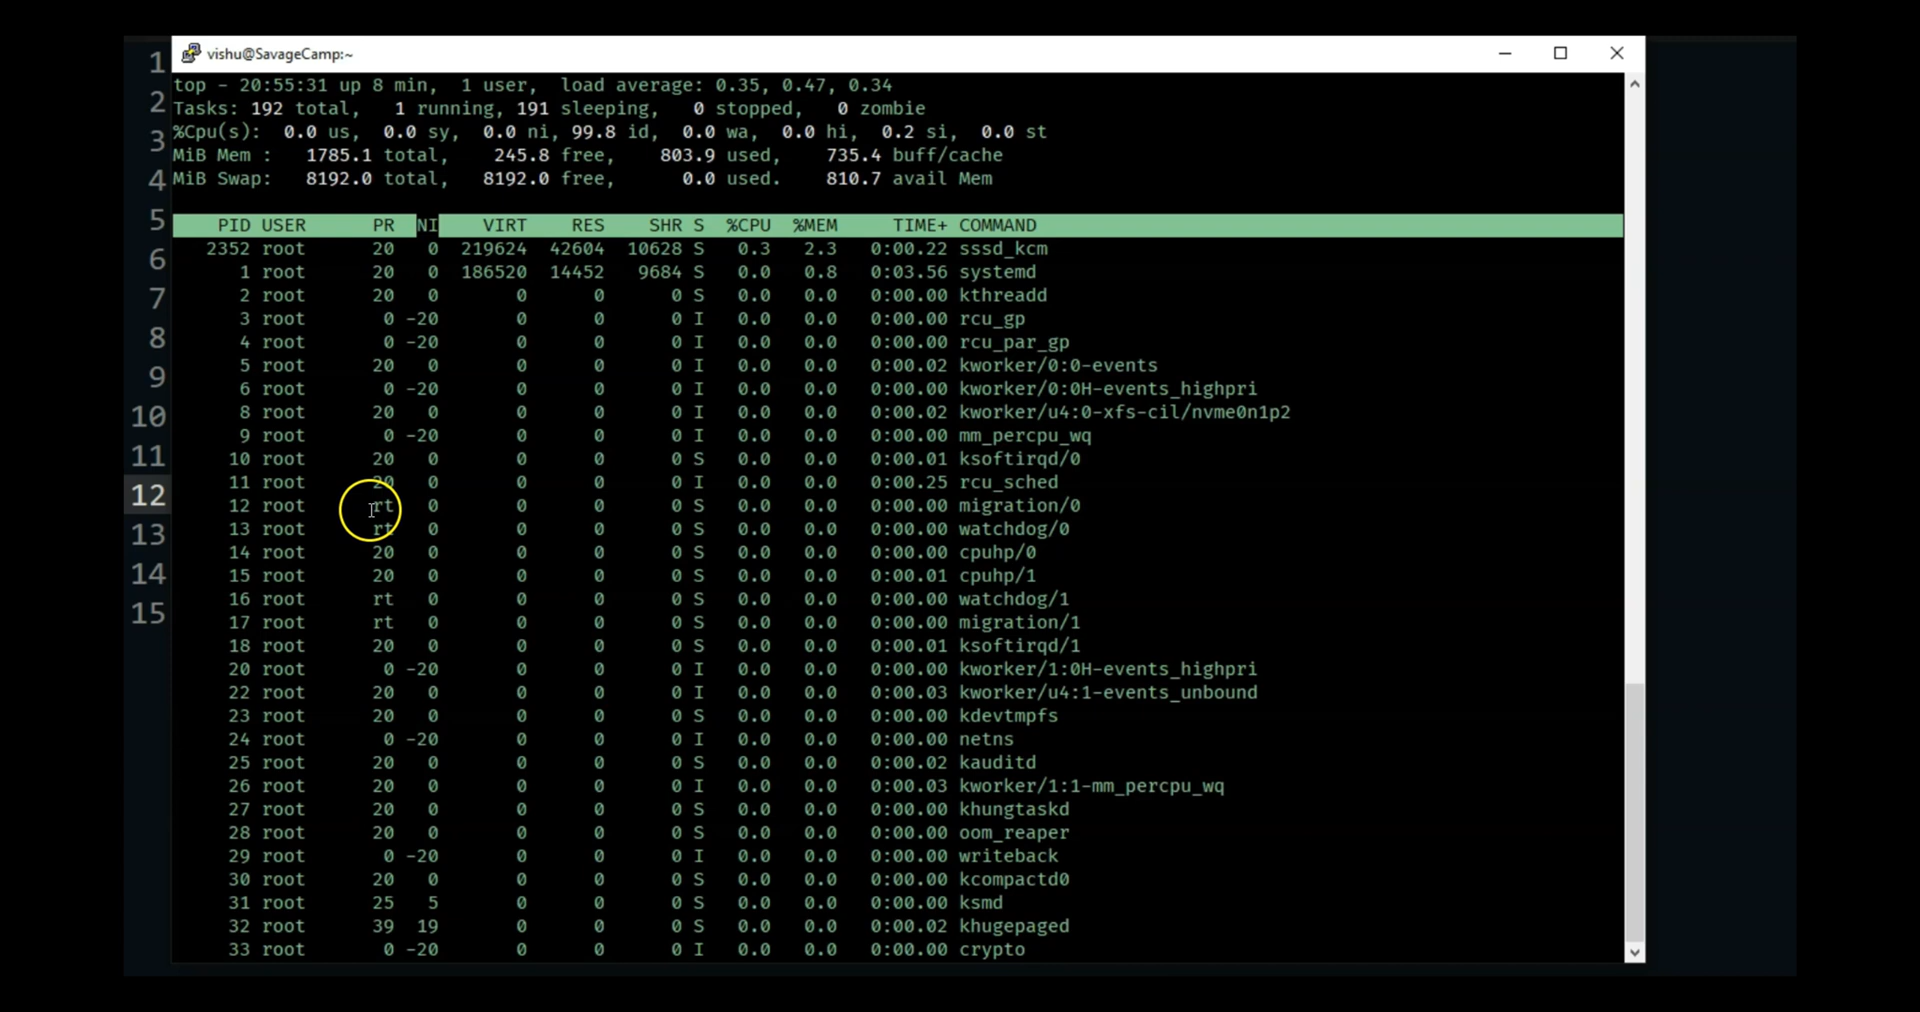 vishu@SavageCamp:~
top - 20:55:31 up 8 min,  1 user,  load average: 0.35, 0.47, 0.34
Tasks: 192 total,   1 running, 191 sleeping,   0 stopped,   0 zombie
%Cpu(s):  0.0 us,  0.0 sy,  0.0 ni, 99.8 id,  0.0 wa,  0.0 hi,  0.2 si,  0.0 st
MiB Mem :   1785.1 total,    245.8 free,    803.9 used,    735.4 buff/cache
MiB Swap:   8192.0 total,   8192.0 free,      0.0 used.    810.7 avail Mem
PID USER PR NI VIRT RES SHR S %CPU %MEM TIME+ COMMAND
2352 root 20 0 219624 42604 10628 S 0.3 2.3 0:00.22 sssd_kcm
1 root 20 0 186520 14452 9684 S 0.0 0.8 0:03.56 systemd
2 root 20 0 0 0 0 S 0.0 0.0 0:00.00 kthreadd
3 root 0 -20 0 0 0 I 0.0 0.0 0:00.00 rcu_gp
4 root 0 -20 0 0 0 I 0.0 0.0 0:00.00 rcu_par_gp
5 root 20 0 0 0 0 I 0.0 0.0 0:00.02 kworker/0:0-events
6 root 0 -20 0 0 0 I 0.0 0.0 0:00.00 kworker/0:0H-events_highpri
8 root 20 0 0 0 0 I 0.0 0.0 0:00.02 kworker/u4:0-xfs-cil/nvme0n1p2
9 root 0 -20 0 0 0 I 0.0 0.0 0:00.00 mm_percpu_wq
10 root 20 0 0 0 0 S 0.0 0.0 0:00.01 ksoftirqd/0
11 root 20 0 0 0 0 I 0.0 0.0 0:00.25 rcu_sched
12 root rt 0 0 0 0 S 0.0 0.0 0:00.00 migration/0
13 root rt 0 0 0 0 S 0.0 0.0 0:00.00 watchdog/0
14 root 20 0 0 0 0 S 0.0 0.0 0:00.00 cpuhp/0
15 root 20 0 0 0 0 S 0.0 0.0 0:00.01 cpuhp/1
16 root rt 0 0 0 0 S 0.0 0.0 0:00.00 watchdog/1
17 root rt 0 0 0 0 S 0.0 0.0 0:00.00 migration/1
18 root 20 0 0 0 0 S 0.0 0.0 0:00.01 ksoftirqd/1
20 root 0 -20 0 0 0 I 0.0 0.0 0:00.00 kworker/1:0H-events_highpri
22 root 20 0 0 0 0 I 0.0 0.0 0:00.03 kworker/u4:1-events_unbound
23 root 20 0 0 0 0 S 0.0 0.0 0:00.00 kdevtmpfs
24 root 0 -20 0 0 0 I 0.0 0.0 0:00.00 netns
25 root 20 0 0 0 0 S 0.0 0.0 0:00.02 kauditd
26 root 20 0 0 0 0 I 0.0 0.0 0:00.03 kworker/1:1-mm_percpu_wq
27 root 20 0 0 0 0 S 0.0 0.0 0:00.00 khungtaskd
28 root 20 0 0 0 0 S 0.0 0.0 0:00.00 oom_reaper
29 root 0 -20 0 0 0 I 0.0 0.0 0:00.00 writeback
30 root 20 0 0 0 0 S 0.0 0.0 0:00.00 kcompactd0
31 root 25 5 0 0 0 S 0.0 0.0 0:00.00 ksmd
32 root 39 19 0 0 0 S 0.0 0.0 0:00.02 khugepaged
33 root 0 -20 0 0 0 I 0.0 0.0 0:00.00 crypto
1
2
3
4
5
6
7
8
9
10
11
12
13
14
15